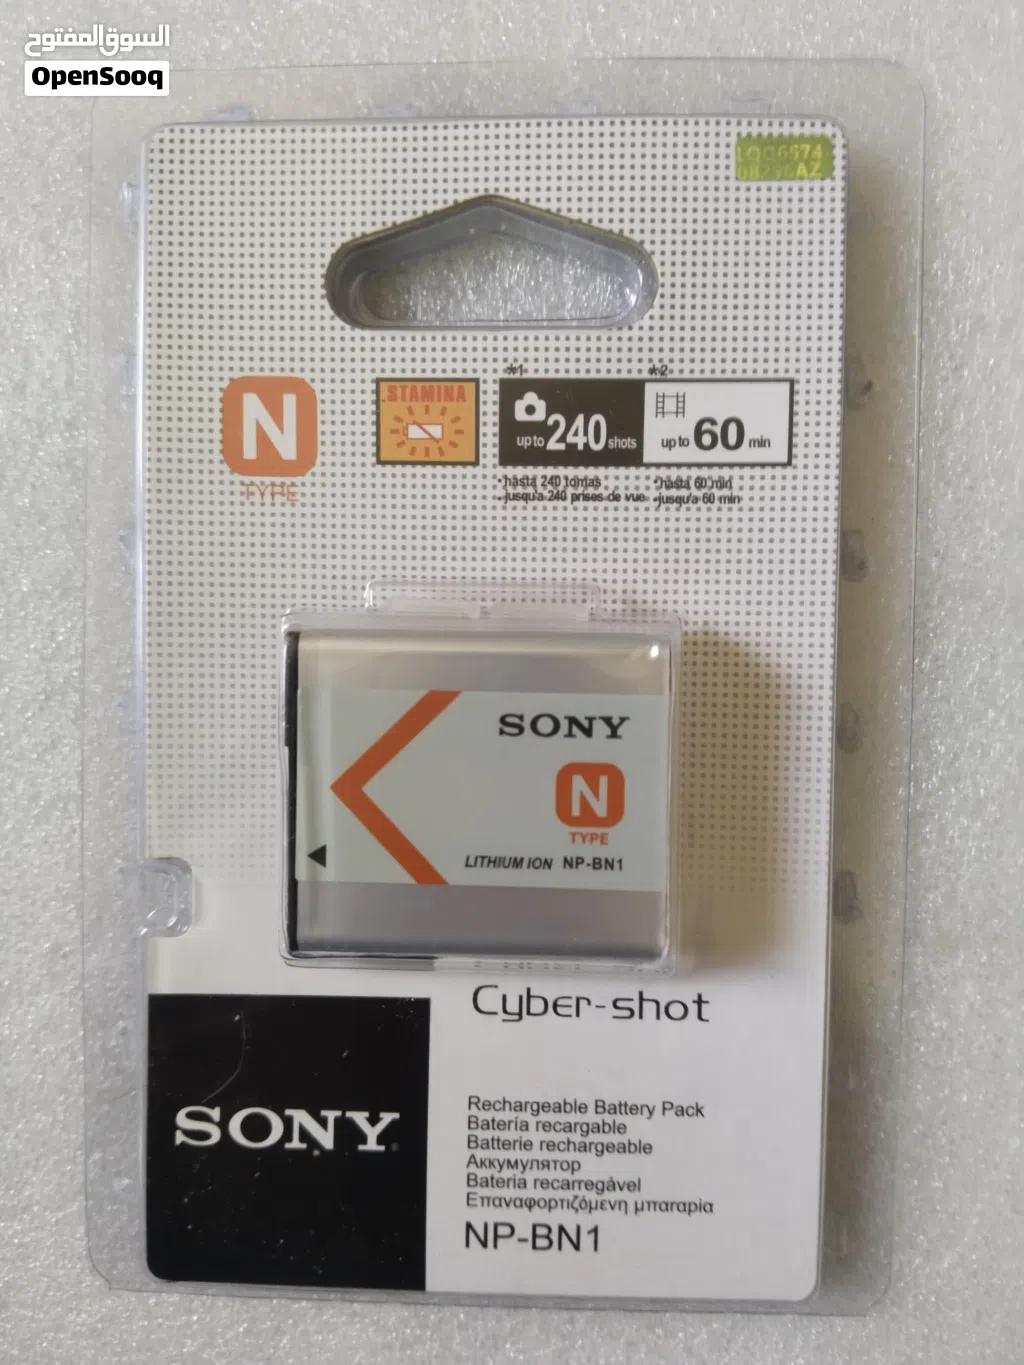 السوق المفتوح
OpenSooq
N
TYPE
STAMINA
*1
up to 240 shots
*2
up to 60 min
• hasta 240 tomas
• jusqu'a 240 prises de vue
• hasta 60 min
• jusqu'a 60 min
SONY
N
TYPE
LITHIUM ION NP-BN1
Cyber-shot
SONY
Rechargeable Battery Pack
Batería recargable
Batterie rechargeable
Аккумулятор
Bateria recarregável
Επαναφορτιζόμενη μπαταρία
NP-BN1